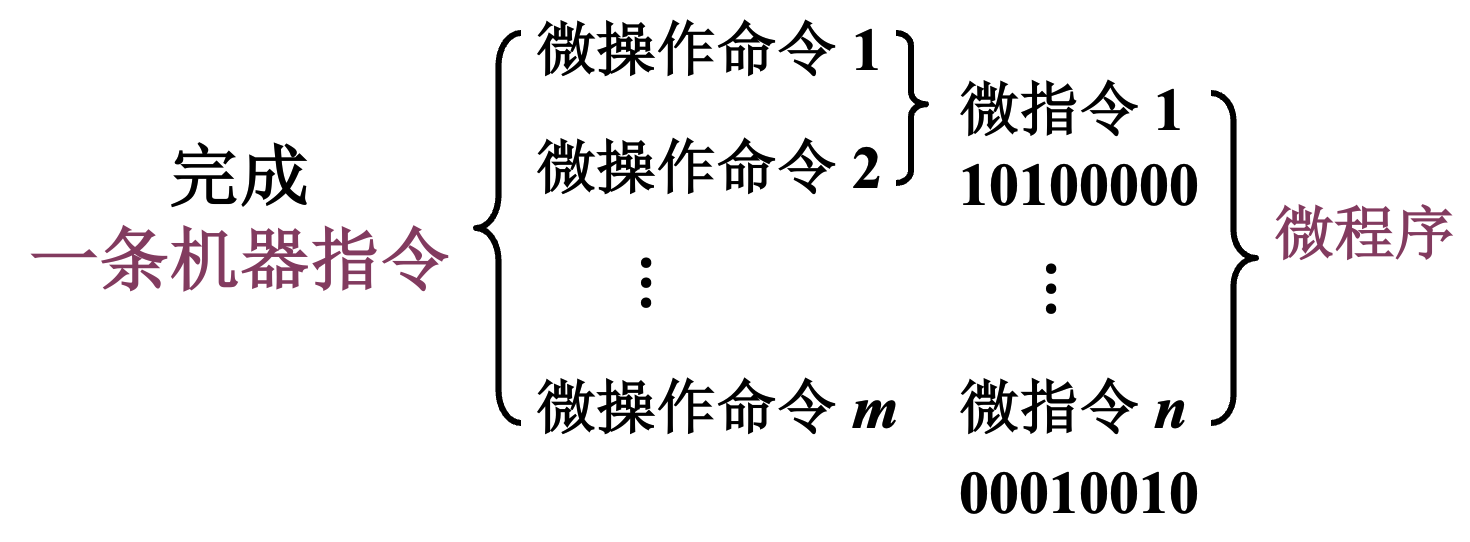 完成
一条机器指令
微操作命令 1
微操作命令 2
⋮
微操作命令 m
微指令 1
10100000
⋮
微指令 n
00010010
微程序